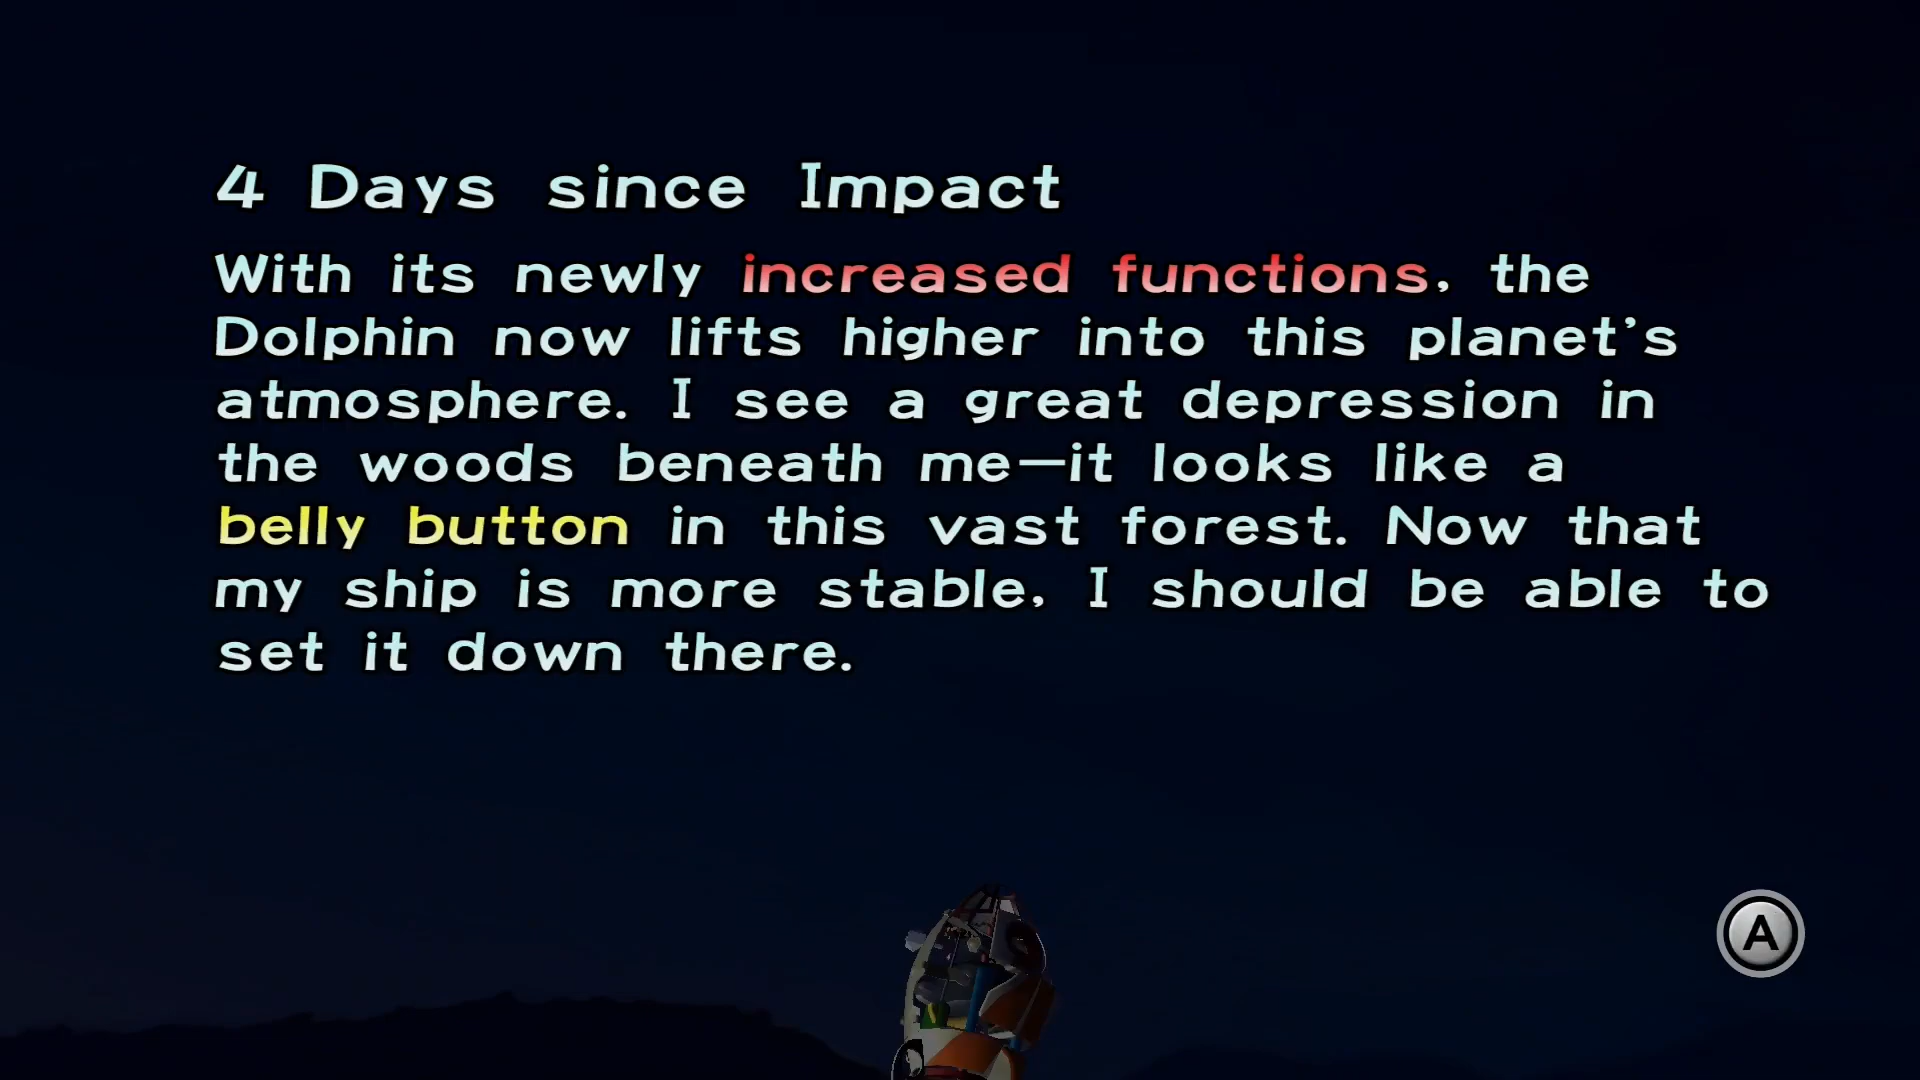 4 Days since Impact
With its newly increased functions, the
Dolphin now lifts higher into this planet's
atmosphere. I see a great depression in
the woods beneath me—it looks like a
belly button in this vast forest. Now that
my ship is more stable, I should be able to
set it down there.
A